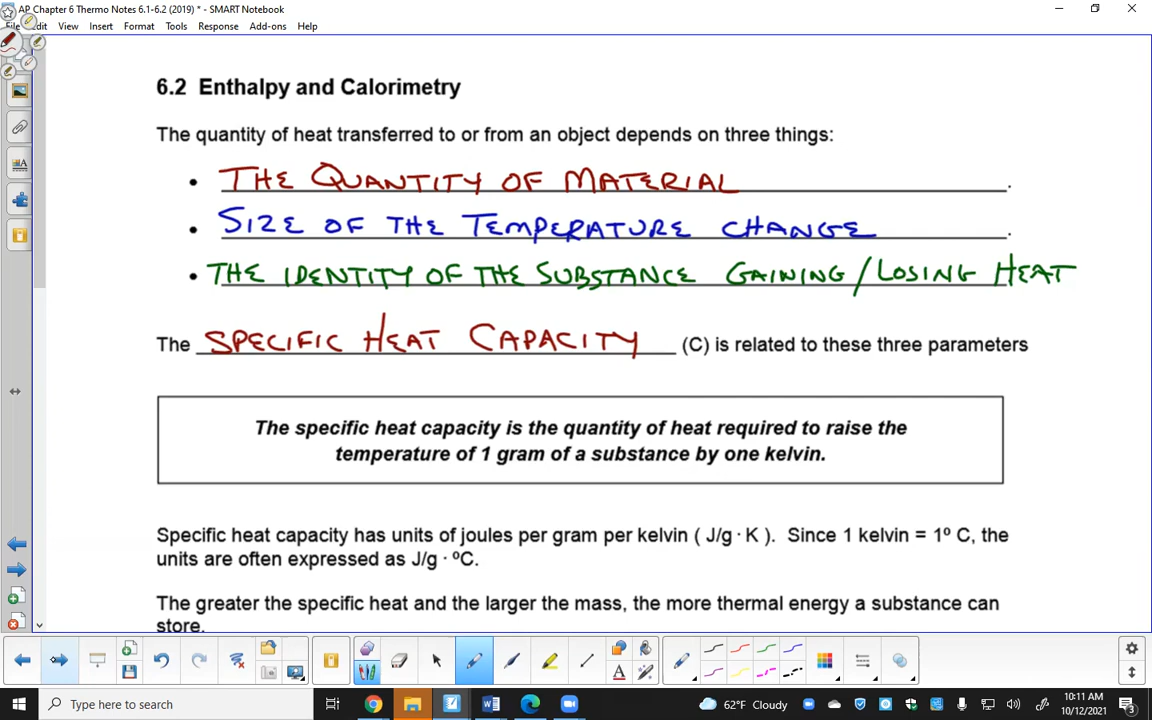 AP Chapter 6 Thermo Notes 6.1-6.2 (2019) * - SMART Notebook
File Edit View Insert Format Tools Response Add-ons Help
6.2 Enthalpy and Calorimetry
The quantity of heat transferred to or from an object depends on three things:
• THE QUANTITY OF MATERIAL.
• SIZE OF THE TEMPERATURE CHANGE.
• THE IDENTITY OF THE SUBSTANCE GAINING/LOSING HEAT
The SPECIFIC HEAT CAPACITY (C) is related to these three parameters
The specific heat capacity is the quantity of heat required to raise the
temperature of 1 gram of a substance by one kelvin.
Specific heat capacity has units of joules per gram per kelvin ( J/g · K ). Since 1 kelvin = 1º C, the
units are often expressed as J/g · ºC.
The greater the specific heat and the larger the mass, the more thermal energy a substance can
store.
Type here to search
62°F Cloudy
10:11 AM
10/12/2021
3